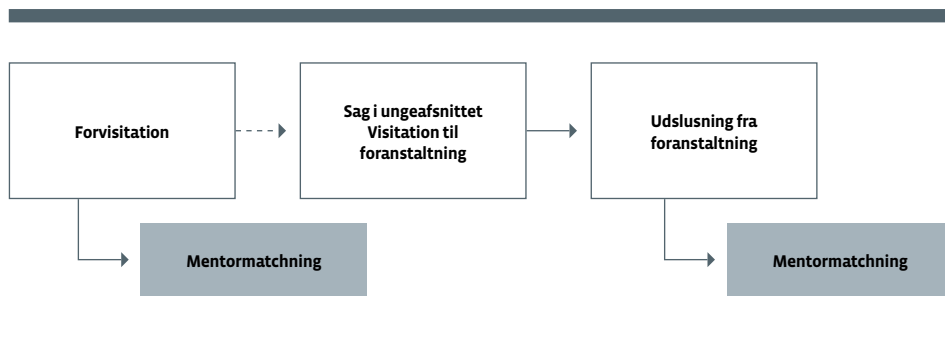 Forvisitation
Sag i ungeafsnittet
Visitation til
foranstaltning
Udslusning fra
foranstaltning
Mentormatchning
Mentormatchning